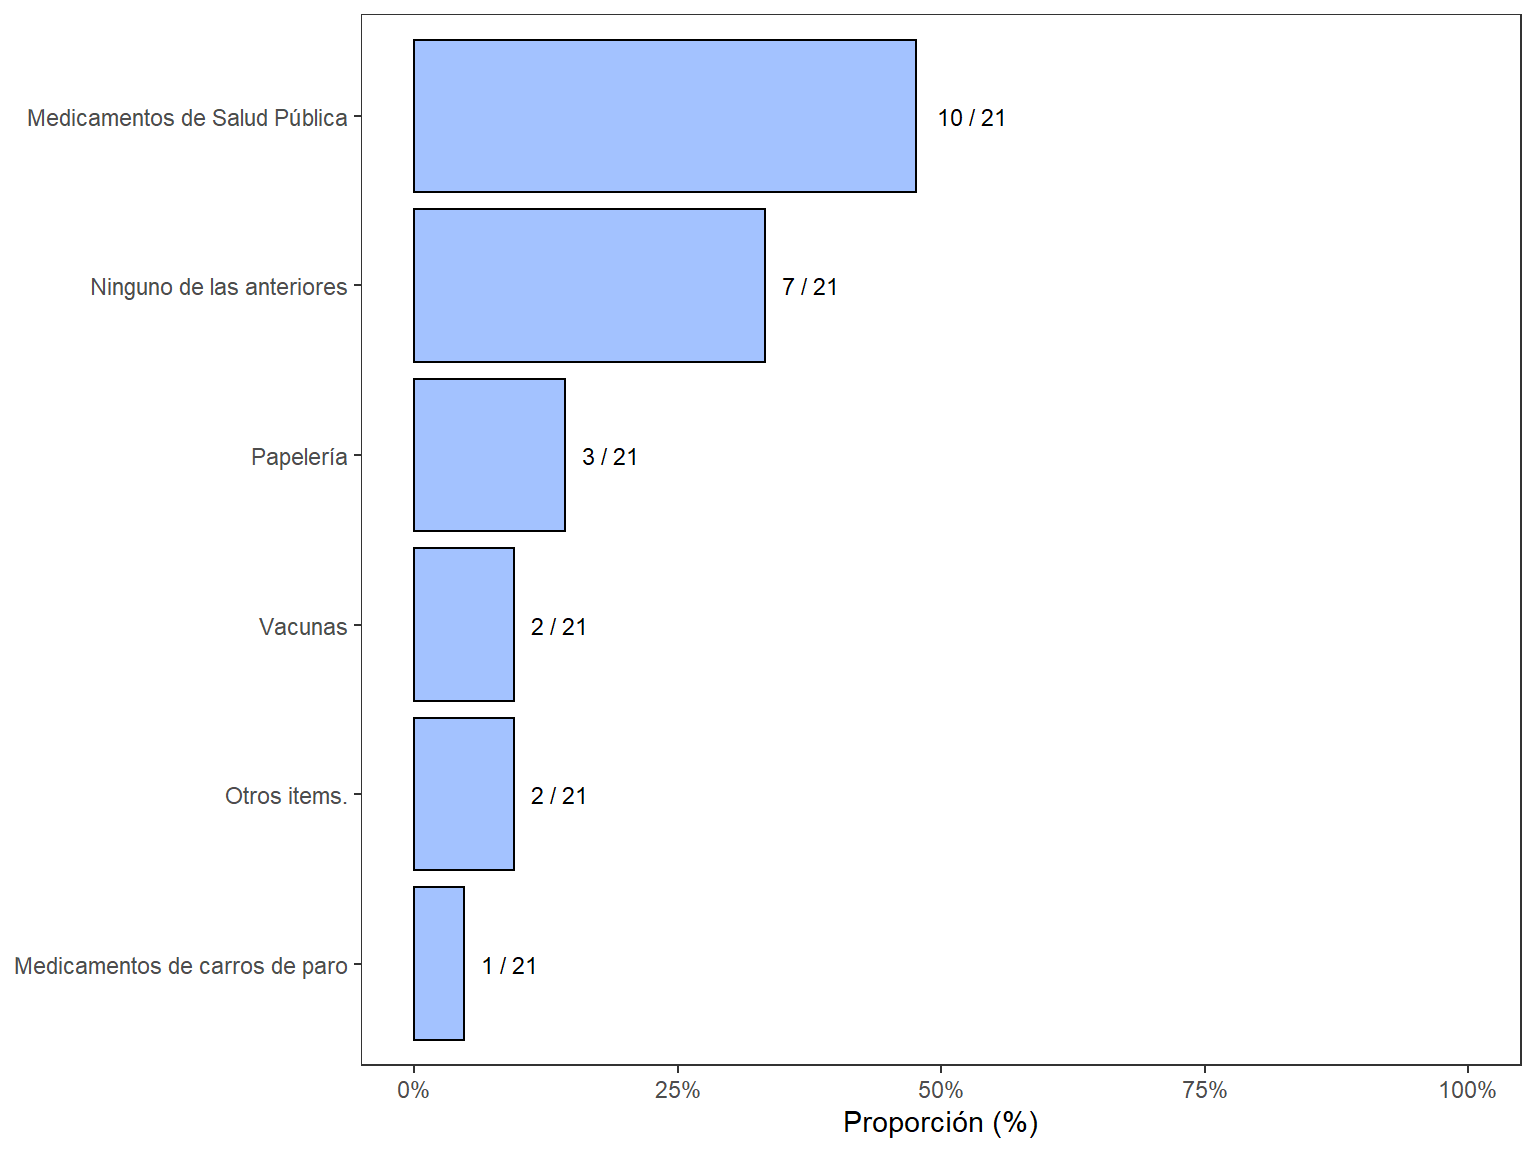 Medicamentos de Salud Pública
10 / 21
Ninguno de las anteriores
7 / 21
Papelería
3 / 21
Vacunas
2 / 21
Otros items.
2 / 21
Medicamentos de carros de paro
1 / 21
0%
25%
50%
75%
100%
Proporción (%)